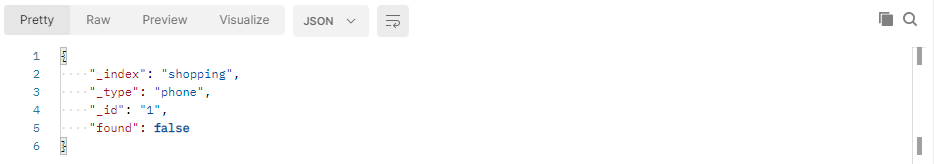 Pretty Raw Preview Visualize JSON
1 {
2 "_index": "shopping",
3 "_type": "phone",
4 "_id": "1",
5 "found": false
6 }